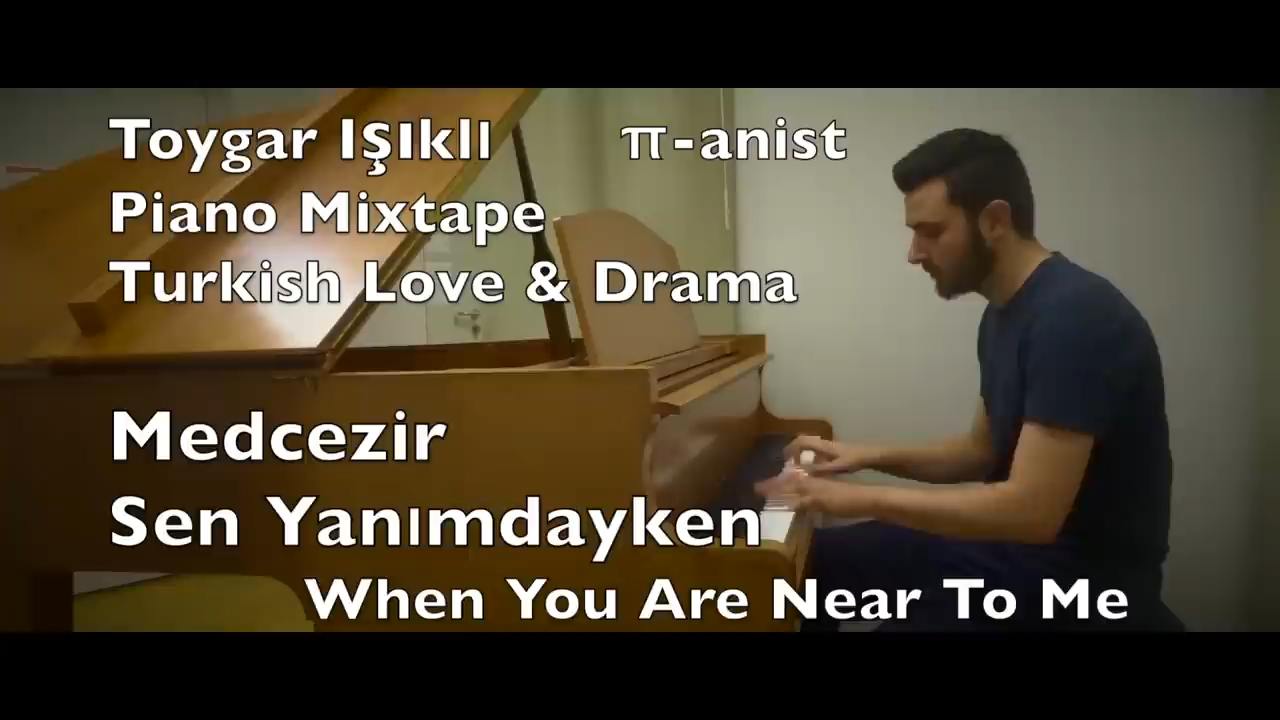 Toygar Işıklı π-anist
Piano Mixtape
Turkish Love & Drama
Medcezir
Sen Yanımdayken
When You Are Near To Me